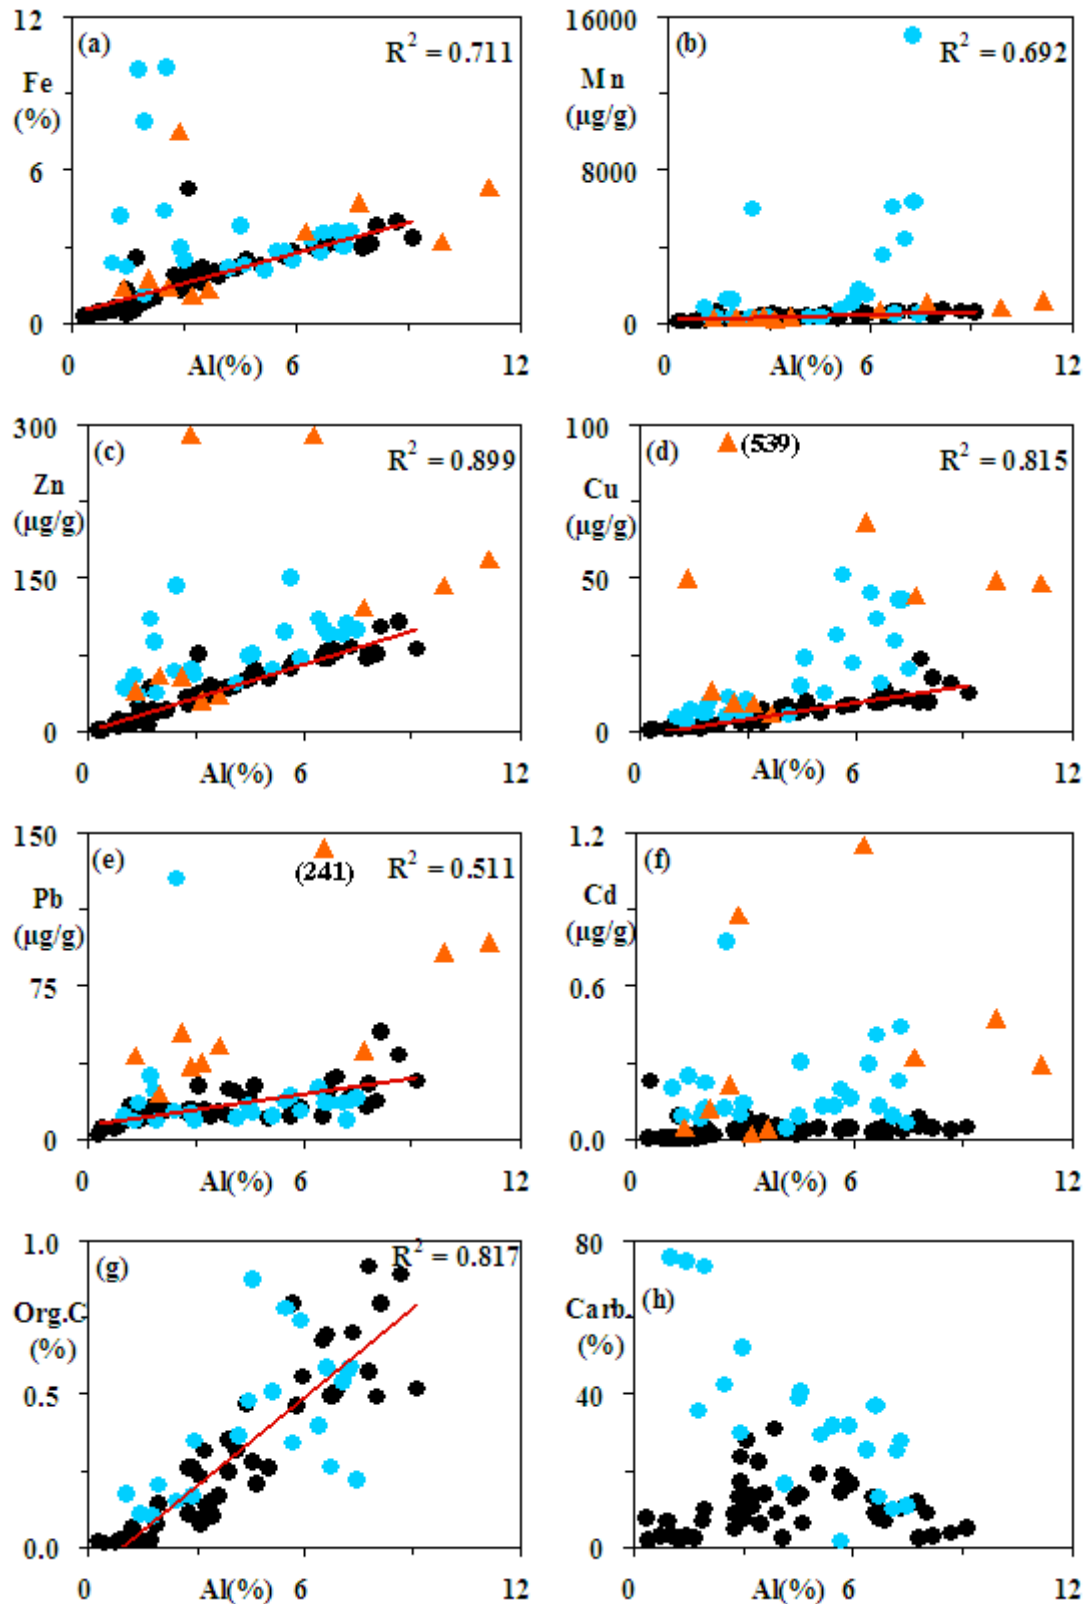 12
(a)
R² = 0.711
Fe
(%)
6
0
0
Al(%)
6
12
16000
(b)
R² = 0.692
Mn
(µg/g)
8000
0
0
Al(%)
6
12
300
(c)
R² = 0.899
Zn
(µg/g)
150
0
0
Al(%)
6
12
100
(d)
(539)
R² = 0.815
Cu
(µg/g)
50
0
0
Al(%)
6
12
150
(e)
(241)
R² = 0.511
Pb
(µg/g)
75
0
0
Al(%)
6
12
1.2
(f)
Cd
(µg/g)
0.6
0.0
0
Al(%)
6
12
1.0
(g)
R² = 0.817
Org.C
(%)
0.5
0.0
0
Al(%)
6
12
80
(h)
Carb.
(%)
40
0
0
Al(%)
6
12